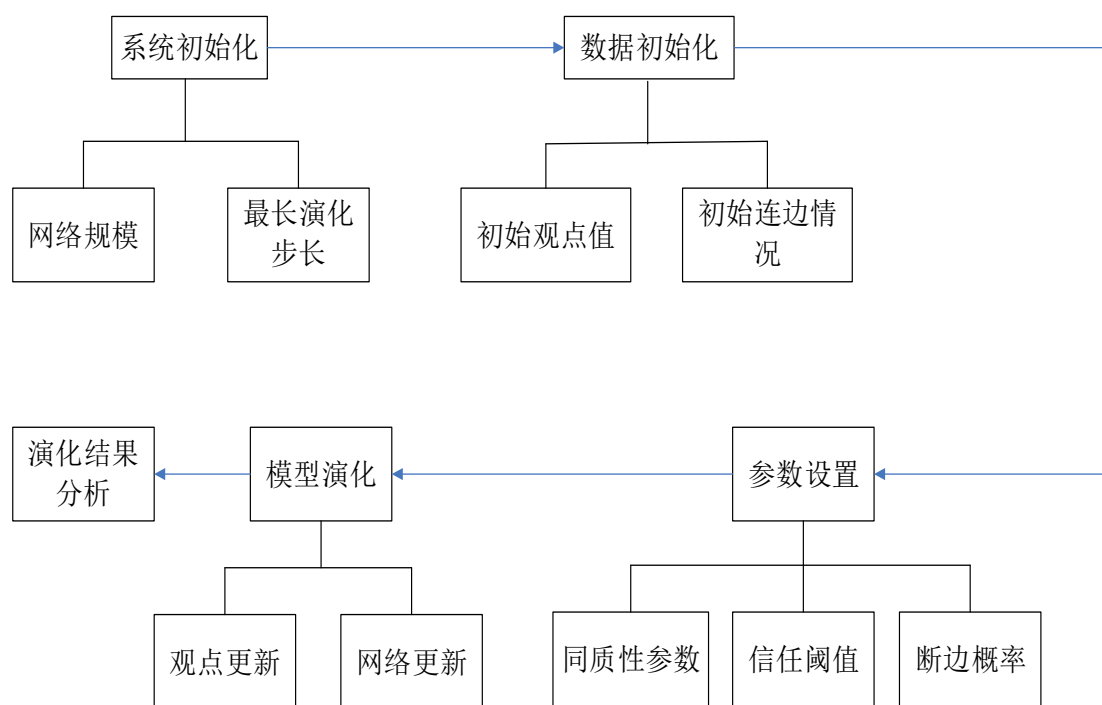 系统初始化
数据初始化
网络规模
最长演化
步长
初始观点值
初始连边情
况
演化结果
分析
模型演化
参数设置
观点更新
网络更新
同质性参数
信任阈值
断边概率